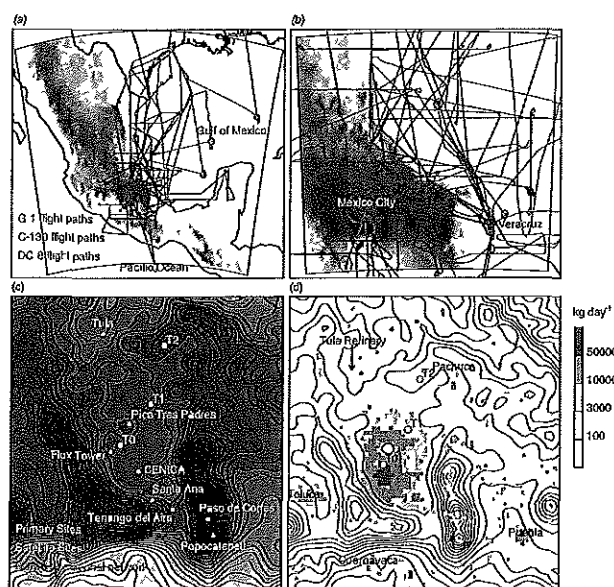 (a)
Gulf of Mexico
G-1 flight paths
C-130 flight paths
DC-8 flight paths
Pacific Ocean
(b)
Mexico City
Veracruz
(c)
Tula
T2
T1
Pico Tres Padres
T0
Flux Tower
CENICA
Santa Ana
Tenango del Aire
Paso de Cortes
Primary Sites
Satellite Sites
Popocatepetl
(d)
Tula Refinery
T2
Pachuca
T1
Toluca
Puebla
Cuernavaca
kg day⁻¹
50000
10000
3000
100